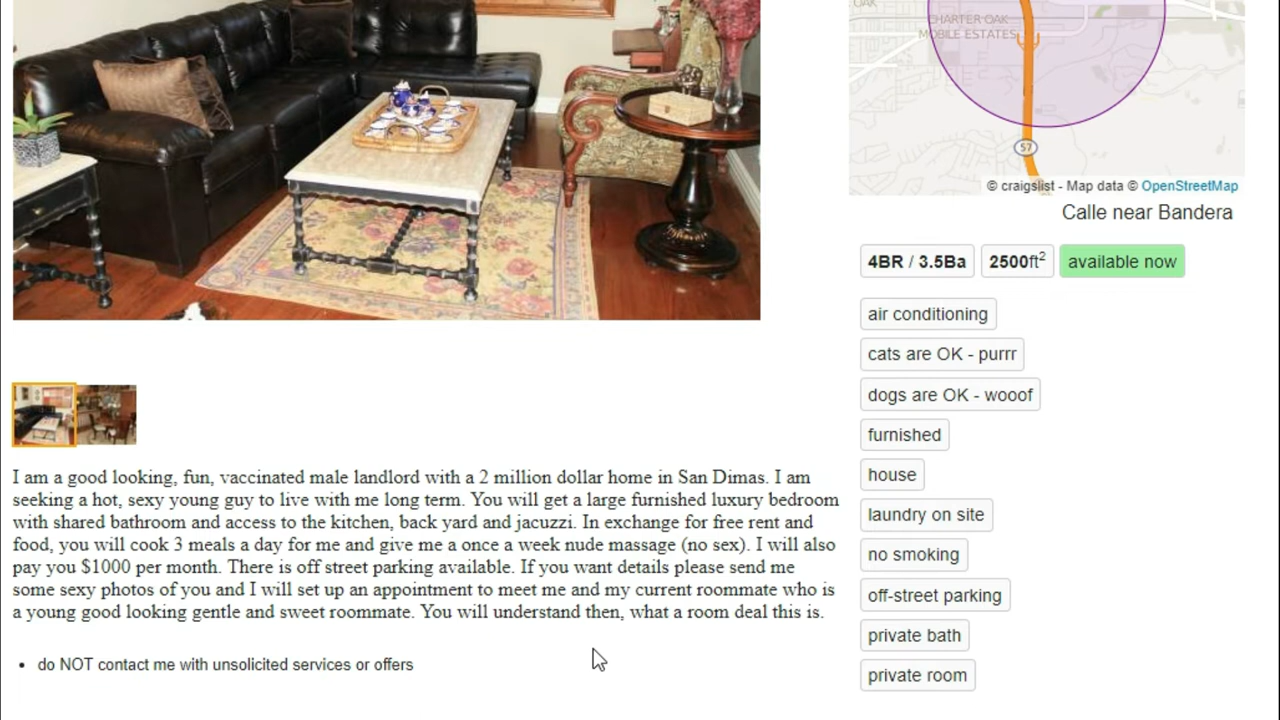 OAK
CHARTER OAK
MOBILE ESTATES
57
© craigslist - Map data © OpenStreetMap
Calle near Bandera
4BR / 3.5Ba 2500ft2 available now
air conditioning
cats are OK - purrr
dogs are OK - wooof
furnished
house
laundry on site
no smoking
off-street parking
private bath
private room
I am a good looking, fun, vaccinated male landlord with a 2 million dollar home in San Dimas. I am
seeking a hot, sexy young guy to live with me long term. You will get a large furnished luxury bedroom
with shared bathroom and access to the kitchen, back yard and jacuzzi. In exchange for free rent and
food, you will cook 3 meals a day for me and give me a once a week nude massage (no sex). I will also
pay you $1000 per month. There is off street parking available. If you want details please send me
some sexy photos of you and I will set up an appointment to meet me and my current roommate who is
a young good looking gentle and sweet roommate. You will understand then, what a room deal this is.
• do NOT contact me with unsolicited services or offers